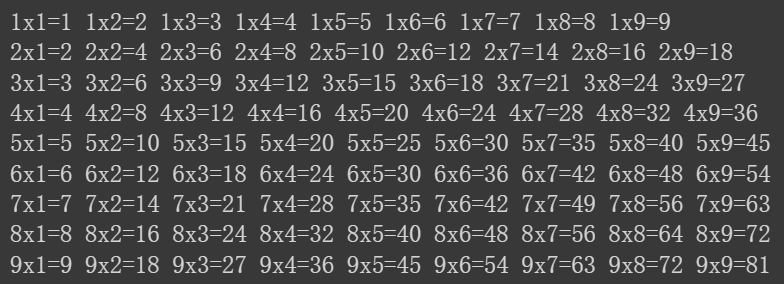 1x1=1 1x2=2 1x3=3 1x4=4 1x5=5 1x6=6 1x7=7 1x8=8 1x9=9
2x1=2 2x2=4 2x3=6 2x4=8 2x5=10 2x6=12 2x7=14 2x8=16 2x9=18
3x1=3 3x2=6 3x3=9 3x4=12 3x5=15 3x6=18 3x7=21 3x8=24 3x9=27
4x1=4 4x2=8 4x3=12 4x4=16 4x5=20 4x6=24 4x7=28 4x8=32 4x9=36
5x1=5 5x2=10 5x3=15 5x4=20 5x5=25 5x6=30 5x7=35 5x8=40 5x9=45
6x1=6 6x2=12 6x3=18 6x4=24 6x5=30 6x6=36 6x7=42 6x8=48 6x9=54
7x1=7 7x2=14 7x3=21 7x4=28 7x5=35 7x6=42 7x7=49 7x8=56 7x9=63
8x1=8 8x2=16 8x3=24 8x4=32 8x5=40 8x6=48 8x7=56 8x8=64 8x9=72
9x1=9 9x2=18 9x3=27 9x4=36 9x5=45 9x6=54 9x7=63 9x8=72 9x9=81